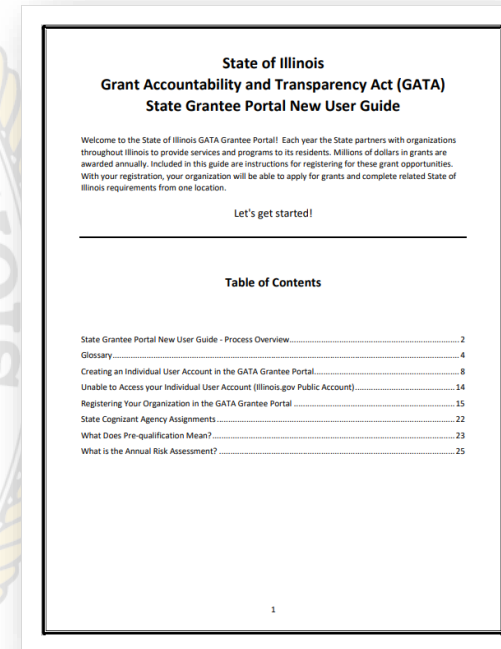 State of Illinois
Grant Accountability and Transparency Act (GATA)
State Grantee Portal New User Guide
Welcome to the State of Illinois GATA Grantee Portal!  Each year the State partners with organizations
throughout Illinois to provide services and programs to its residents. Millions of dollars in grants are
awarded annually. Included in this guide are instructions for registering for these grant opportunities.
With your registration, your organization will be able to apply for grants and complete related State of
Illinois requirements from one location.
Let's get started!
Table of Contents
State Grantee Portal New User Guide - Process Overview..........2
Glossary..........4
Creating an Individual User Account in the GATA Grantee Portal..........8
Unable to Access your Individual User Account (Illinois.gov Public Account)..........14
Registering Your Organization in the GATA Grantee Portal ..........15
State Cognizant Agency Assignments ..........22
What Does Pre-qualification Mean? ..........23
What is the Annual Risk Assessment? ..........25
1